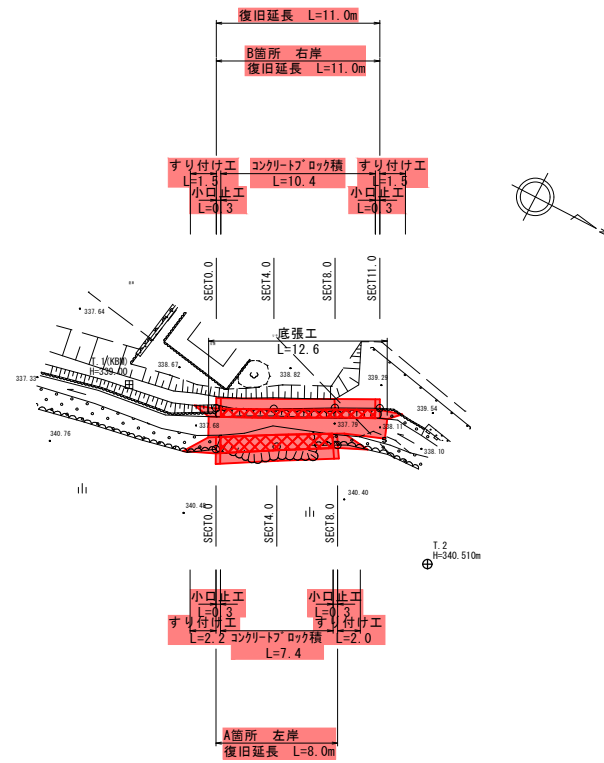 復旧延長 L=11.0m
B箇所 右岸
復旧延長 L=11.0m
すり付け工
L=1.5
コンクリートブロック積
L=10.4
すり付け工
L=1.5
小口止工
L=0.3
小口止工
L=0.3
SECT0.0
SECT4.0
SECT8.0
SECT11.0
底張工
L=12.6
337.64
T.1(KBM)
H=339.00
338.67
338.82
339.29
337.33
339.54
337.68
337.79
338.11
340.76
338.10
340.48
340.40
SECT0.0
SECT4.0
SECT8.0
T.2
H=340.510m
小口止工
L=0.3
小口止工
L=0.3
すり付け工
L=2.2
コンクリートブロック積
L=7.4
すり付け工
L=2.0
A箇所 左岸
復旧延長 L=8.0m